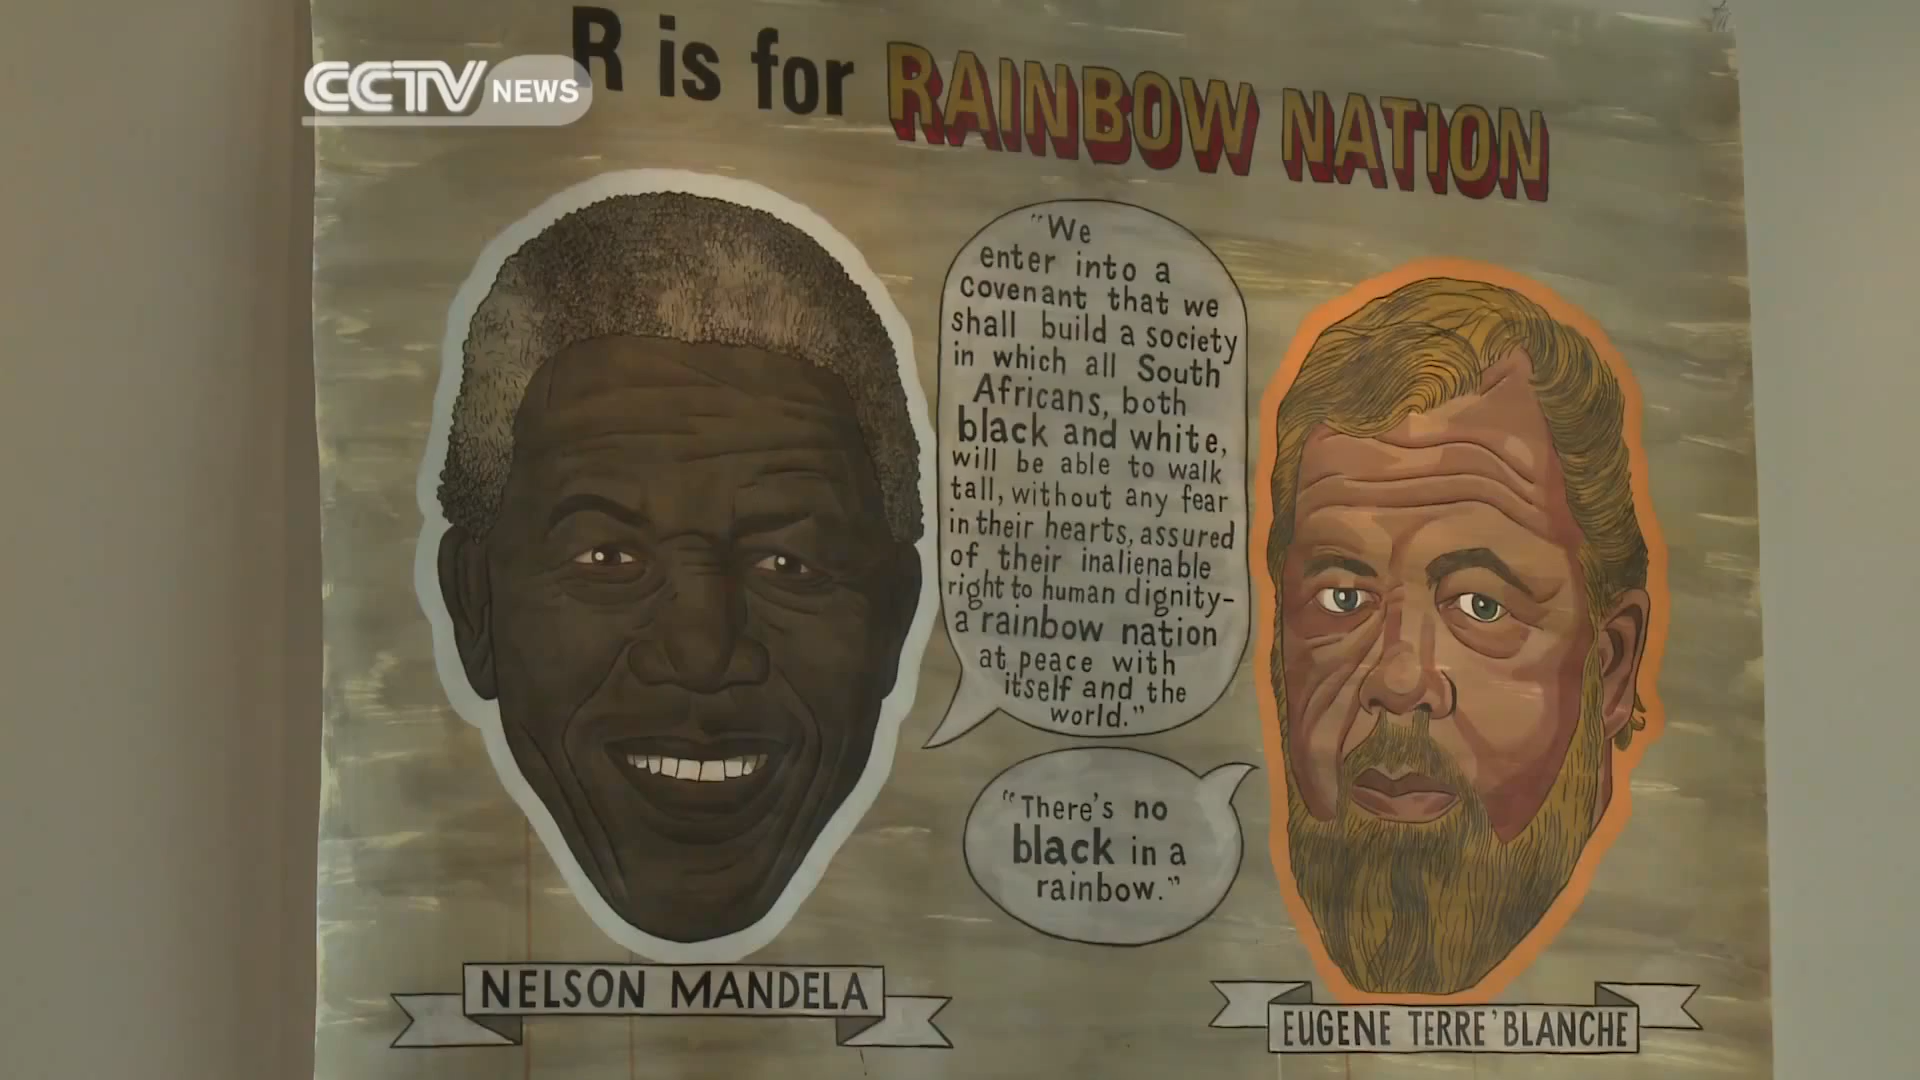 R is for RAINBOW NATION
CCTV NEWS
"We
enter into a
covenant that we
shall build a society
in which all South
Africans, both
black and white,
will be able to walk
tall, without any fear
in their hearts, assured
of their inalienable
right to human dignity-
a rainbow nation
at peace with
itself and the
world."
"There's no
black in a
rainbow."
NELSON MANDELA
EUGENE TERRE'BLANCHE